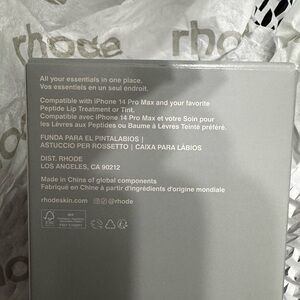 rhode
All your essentials in one place.
Vos essentiels en un seul endroit.
Compatible with iPhone 14 Pro Max and your favorite
Peptide Lip Treatment or Tint.
Compatible avec iPhone 14 Pro Max et votre Soin pour
les Lèvres aux Peptides ou Baume à Lèvres Teinté préféré.
FUNDA PARA EL PINTALABIOS |
ASTUCCIO PER ROSSETTO | CAIXA PARA LÁBIOS
DIST. RHODE
LOS ANGELES, CA 90212
Made in China of global components
Fabriqué en Chine à partir d'ingrédients d'origine mondiale
rhodeskin.com @rhode
FSC
MIX